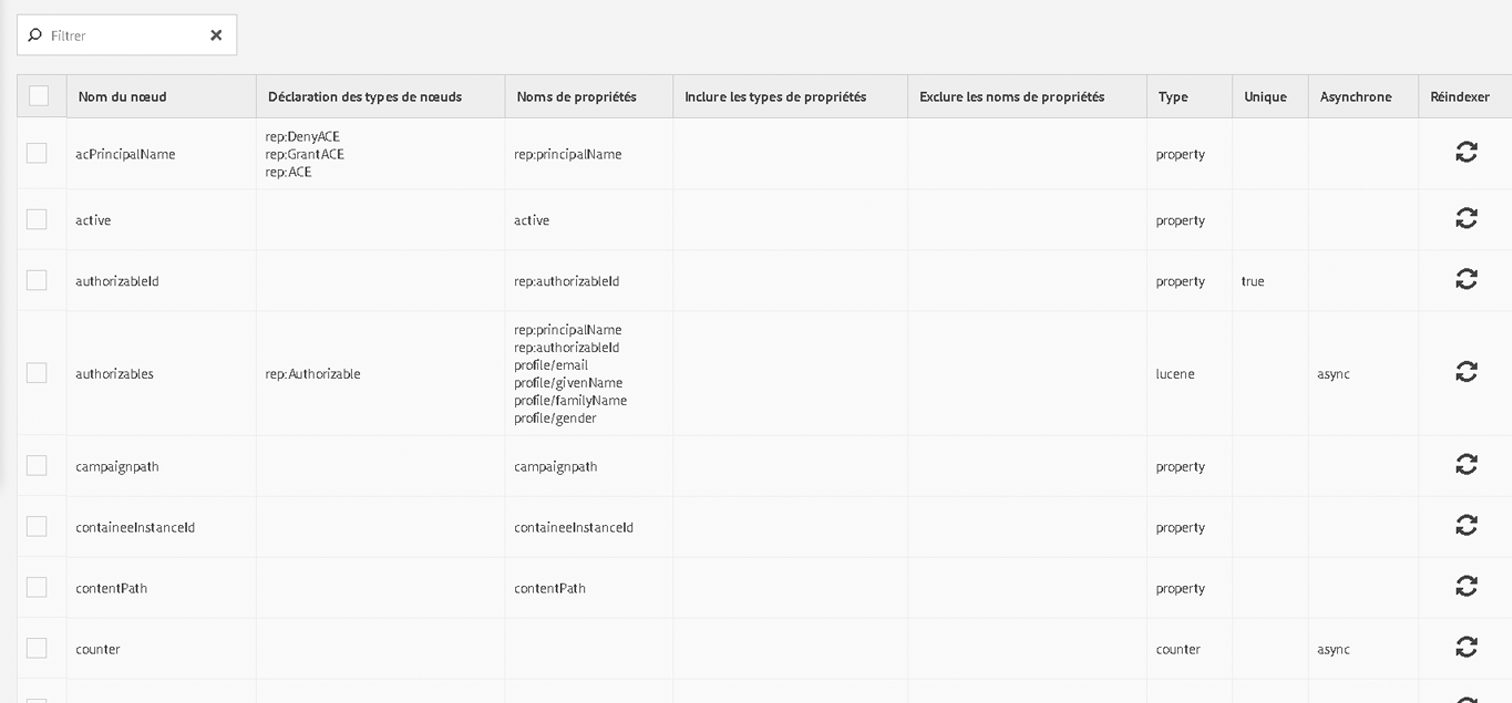 Filtrer
Nom du nœud Déclaration des types de nœuds Noms de propriétés Inclure les types de propriétés Exclure les noms de propriétés Type Unique Asynchrone Réindexer
acPrincipalName rep:DenyACE rep:principalName property
rep:GrantACE
rep:ACE
active active property
authorizableId rep:authorizableId property true
authorizables rep:Authorizable rep:principalName lucene async
rep:authorizableId
profile/email
profile/givenName
profile/familyName
profile/gender
campaignpath campaignpath property
containeeInstanceId containeeInstanceId property
contentPath contentPath property
counter counter async